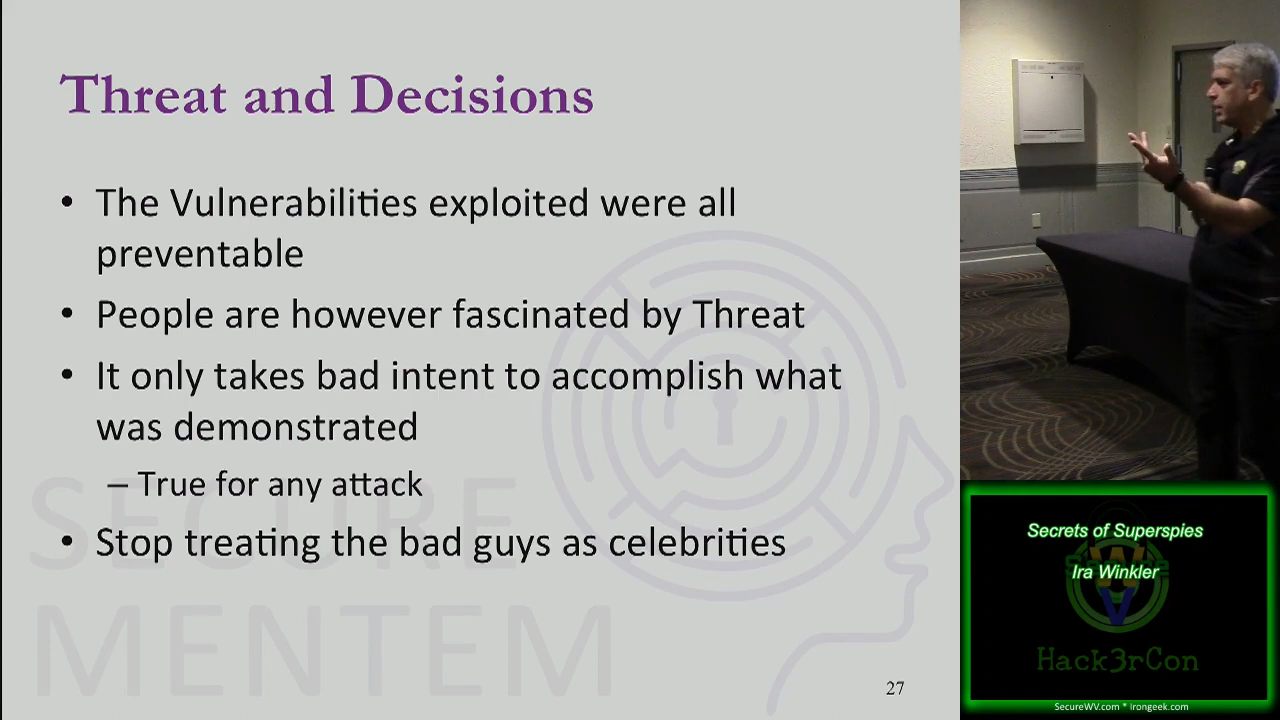 Threat and Decisions
• The Vulnerabilities exploited were all
preventable
• People are however fascinated by Threat
• It only takes bad intent to accomplish what
was demonstrated
– True for any attack
• Stop treating the bad guys as celebrities
SECURE
MENTEM
27
Secrets of Superspies
Ira Winkler
W
V
Hack3rCon
SecureWV.com * irongeek.com